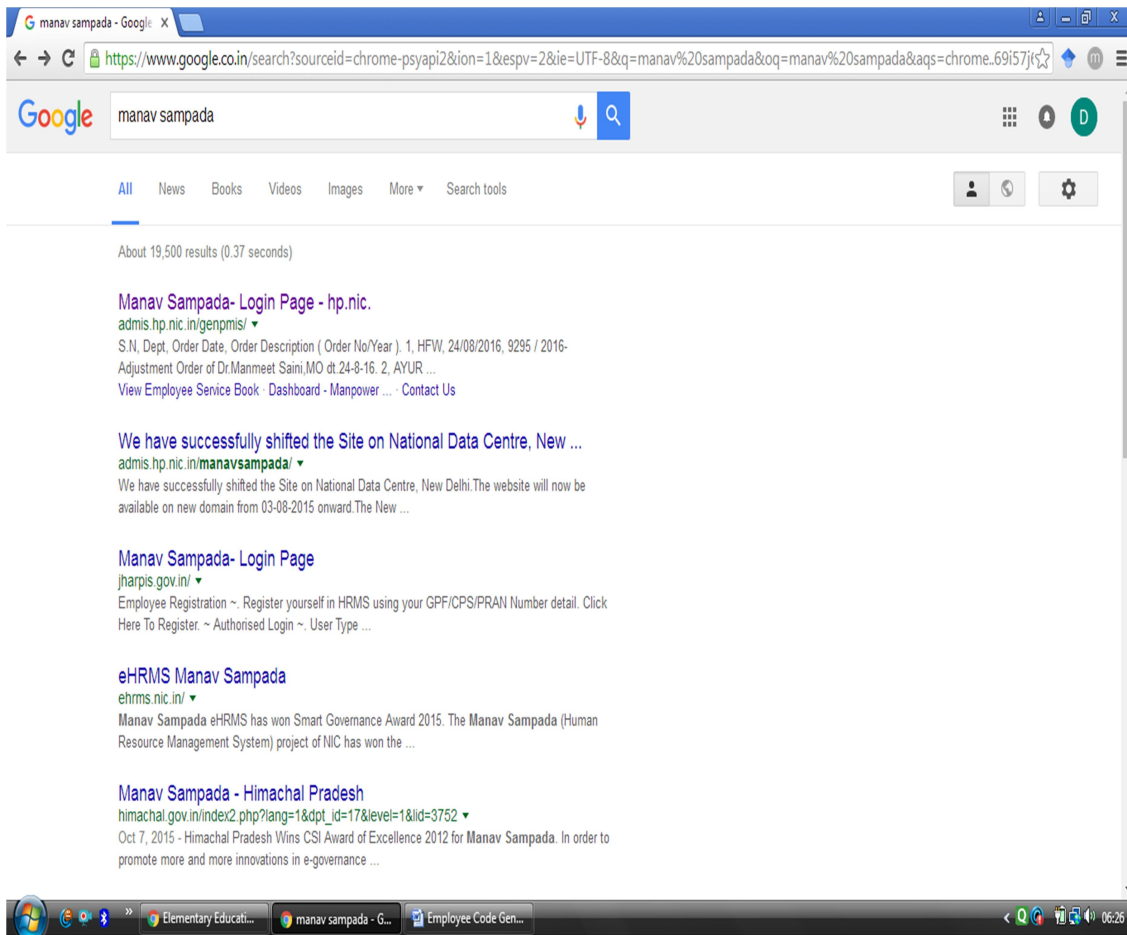 manav sampada - Google
https://www.google.co.in/search?sourceid=chrome-psyapi2&ion=1&espv=2&ie=UTF-8&q=manav%20sampada&oq=manav%20sampada&aqs=chrome..69i57j
Google
manav sampada
D
All News Books Videos Images More Search tools
About 19,500 results (0.37 seconds)
Manav Sampada- Login Page - hp.nic.
admis.hp.nic.in/genpmis/
S.N, Dept, Order Date, Order Description ( Order No/Year ). 1, HFW, 24/08/2016, 9295 / 2016-
Adjustment Order of Dr.Manmeet Saini,MO dt.24-8-16. 2, AYUR ...
View Employee Service Book · Dashboard - Manpower ... · Contact Us
We have successfully shifted the Site on National Data Centre, New ...
admis.hp.nic.in/manavsampada/
We have successfully shifted the Site on National Data Centre, New Delhi.The website will now be
available on new domain from 03-08-2015 onward.The New ...
Manav Sampada- Login Page
jharpis.gov.in/
Employee Registration ~. Register yourself in HRMS using your GPF/CPS/PRAN Number detail. Click
Here To Register. ~ Authorised Login ~. User Type ...
eHRMS Manav Sampada
ehrms.nic.in/
Manav Sampada eHRMS has won Smart Governance Award 2015. The Manav Sampada (Human
Resource Management System) project of NIC has won the ...
Manav Sampada - Himachal Pradesh
himachal.gov.in/index2.php?lang=1&dpt_id=17&level=1&lid=3752
Oct 7, 2015 - Himachal Pradesh Wins CSI Award of Excellence 2012 for Manav Sampada. In order to
promote more and more innovations in e-governance ...
Elementary Educati... manav sampada - G... Employee Code Gen... 06:26